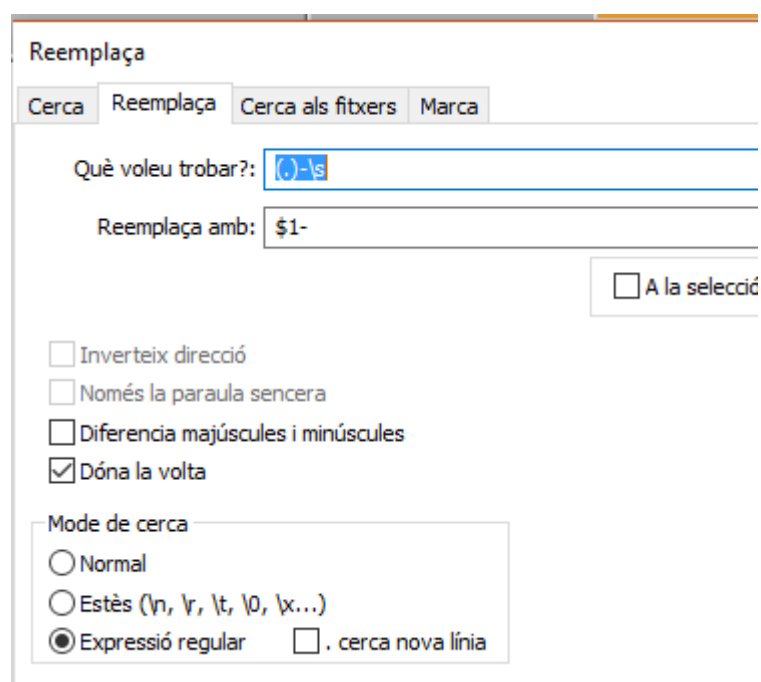 Reemplaça
Cerca Reemplaça Cerca als fitxers Marca
Què voleu trobar?: (.)-\s
Reemplaça amb: $1-
A la selecció
Inverteix direcció
Només la paraula sencera
Diferencia majúscules i minúscules
Dóna la volta
Mode de cerca
Normal
Estès (\n, \r, \t, \0, \x...)
Expressió regular . cerca nova línia